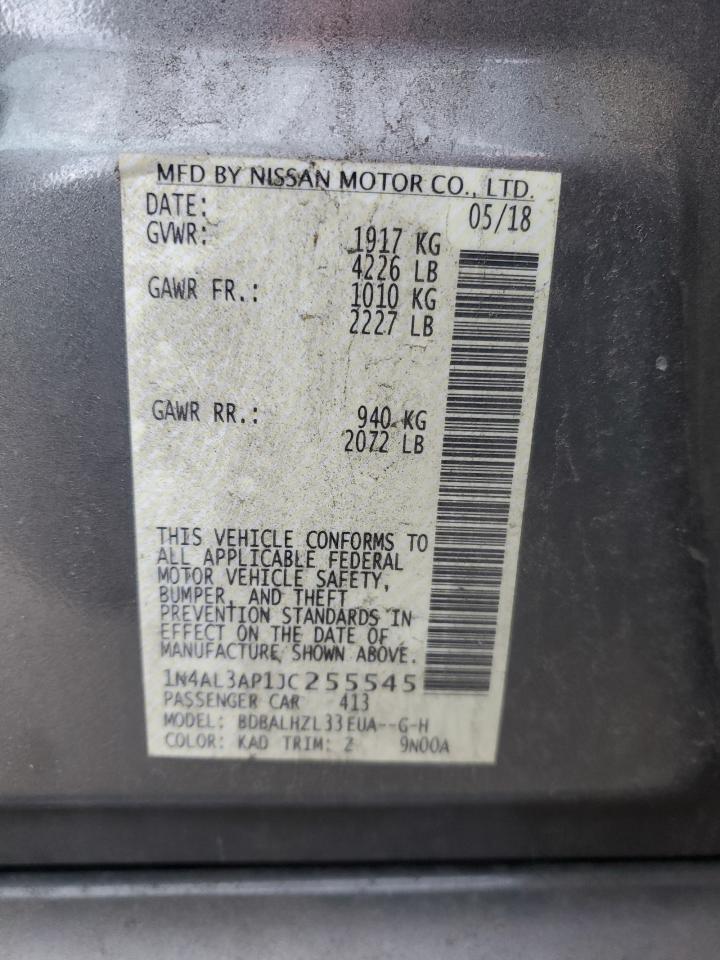 MFD BY NISSAN MOTOR CO., LTD.
DATE: 05/18
GVWR: 1917 KG
4226 LB
GAWR FR.: 1010 KG
2227 LB
GAWR RR.: 940 KG
2072 LB
THIS VEHICLE CONFORMS TO
ALL APPLICABLE FEDERAL
MOTOR VEHICLE SAFETY,
BUMPER, AND THEFT
PREVENTION STANDARDS IN
EFFECT ON THE DATE OF
MANUFACTURE, SHOWN ABOVE.
1N4AL3AP1JC255545
PASSENGER CAR 413
MODEL: BDBALHZL33EUA--G-H
COLOR: KAD TRIM: Z 9N00A